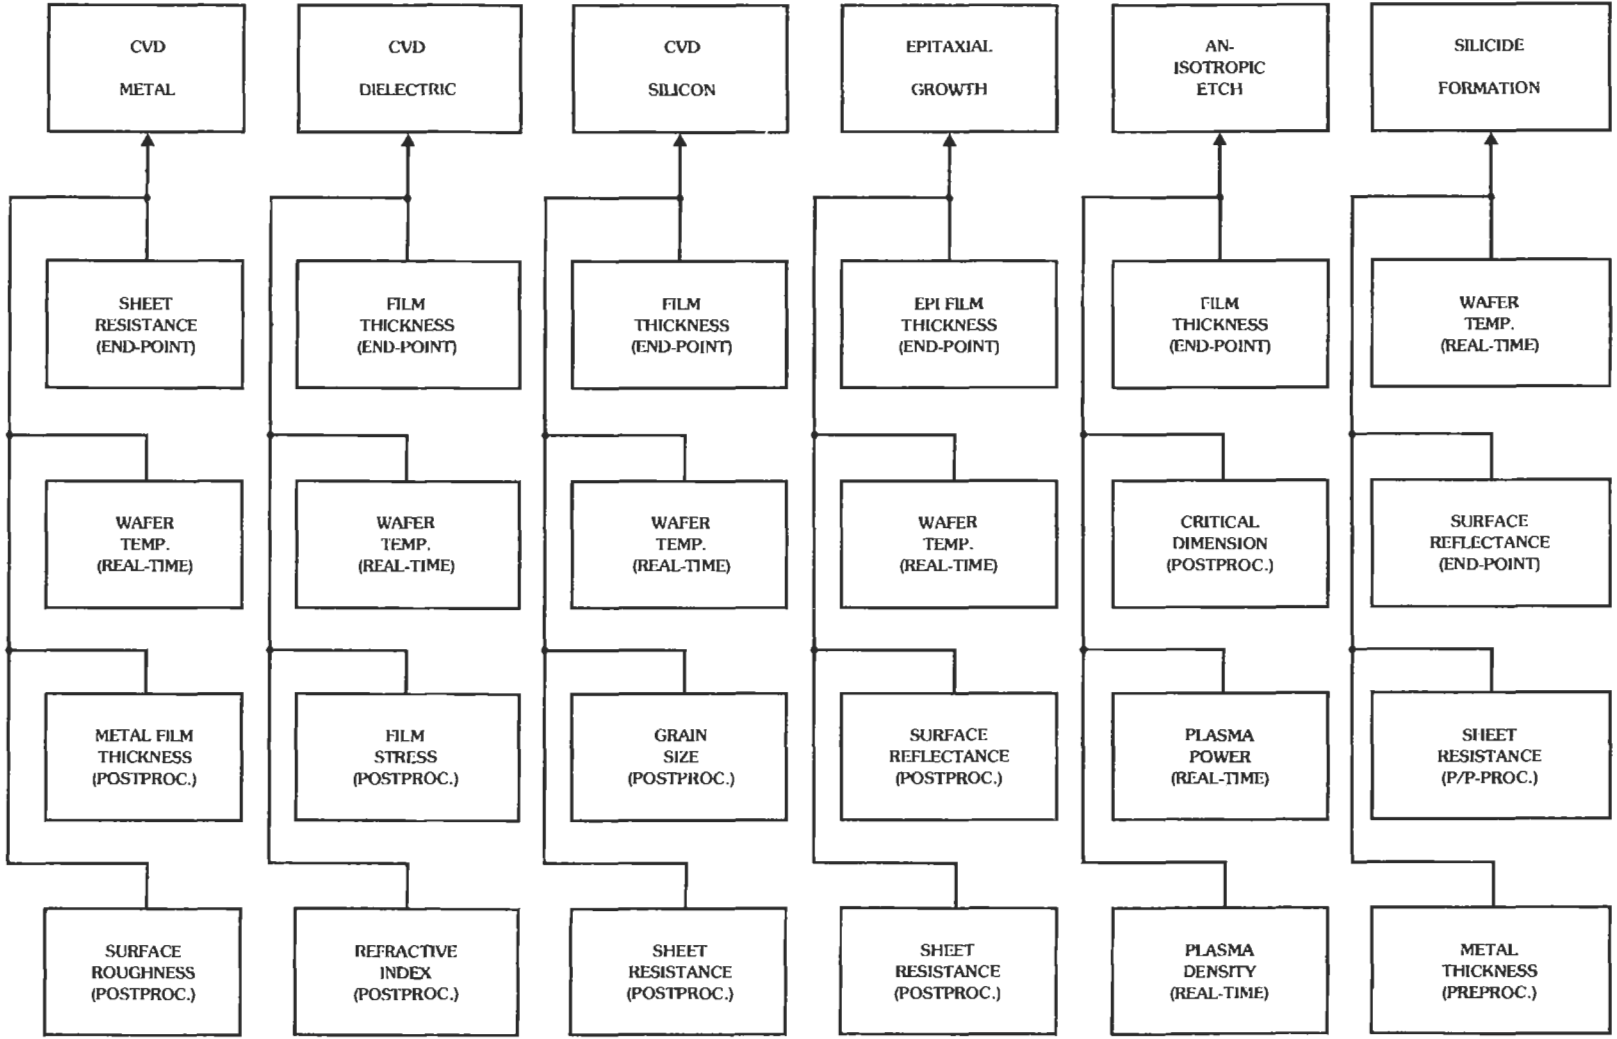 CVD
METAL
CVD
DIELECTRIC
CVD
SILICON
EPITAXIAL
GROWTH
AN-
ISOTROPIC
ETCH
SILICIDE
FORMATION
SHEET
RESISTANCE
(END-POINT)
FILM
THICKNESS
(END-POINT)
FILM
THICKNESS
(END-POINT)
EPI FILM
THICKNESS
(END-POINT)
FILM
THICKNESS
(END-POINT)
WAFER
TEMP.
(REAL-TIME)
WAFER
TEMP.
(REAL-TIME)
WAFER
TEMP.
(REAL-TIME)
WAFER
TEMP.
(REAL-TIME)
WAFER
TEMP.
(REAL-TIME)
CRITICAL
DIMENSION
(POSTPROC.)
SURFACE
REFLECTANCE
(END-POINT)
METAL FILM
THICKNESS
(POSTPROC.)
FILM
STRESS
(POSTPROC.)
GRAIN
SIZE
(POSTPROC.)
SURFACE
REFLECTANCE
(POSTPROC.)
PLASMA
POWER
(REAL-TIME)
SHEET
RESISTANCE
(P/P-PROC.)
SURFACE
ROUGHNESS
(POSTPROC.)
REFRACTIVE
INDEX
(POSTPROC.)
SHEET
RESISTANCE
(POSTPROC.)
SHEET
RESISTANCE
(POSTPROC.)
PLASMA
DENSITY
(REAL-TIME)
METAL
THICKNESS
(PREPROC.)